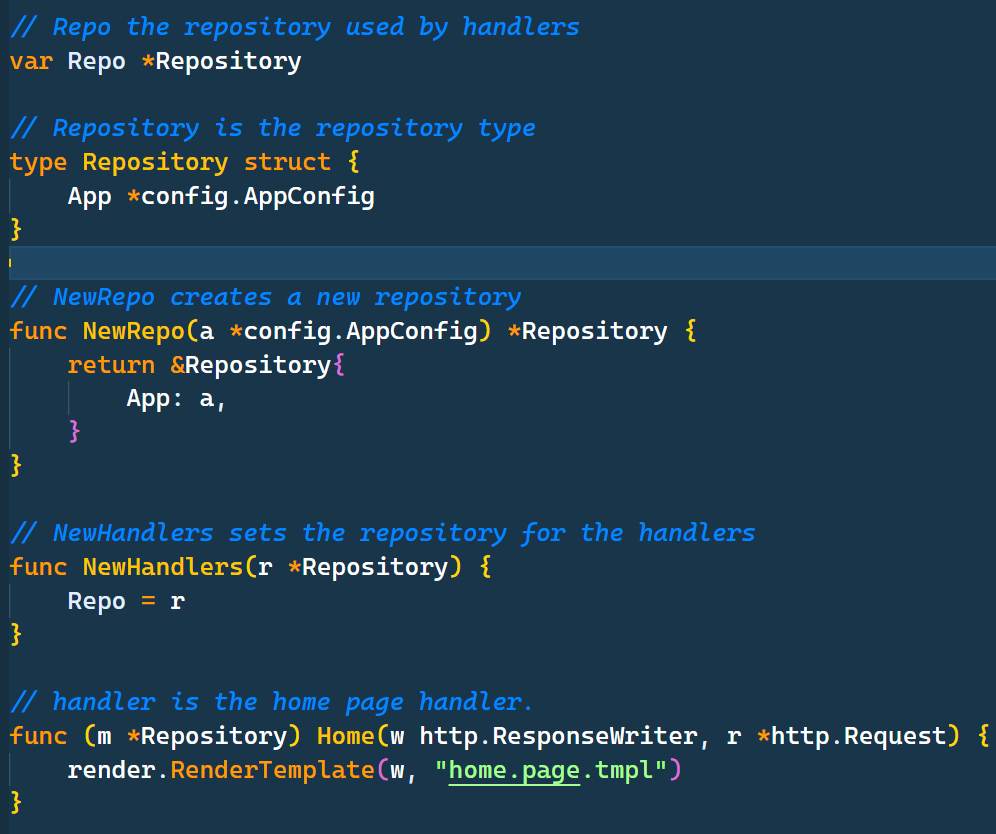 // Repo the repository used by handlers
var Repo *Repository
// Repository is the repository type
type Repository struct {
    App *config.AppConfig
}
// NewRepo creates a new repository
func NewRepo(a *config.AppConfig) *Repository {
    return &Repository{
        App: a,
    }
}
// NewHandlers sets the repository for the handlers
func NewHandlers(r *Repository) {
    Repo = r
}
// handler is the home page handler.
func (m *Repository) Home(w http.ResponseWriter, r *http.Request) {
    render.RenderTemplate(w, "home.page.tmpl")
}